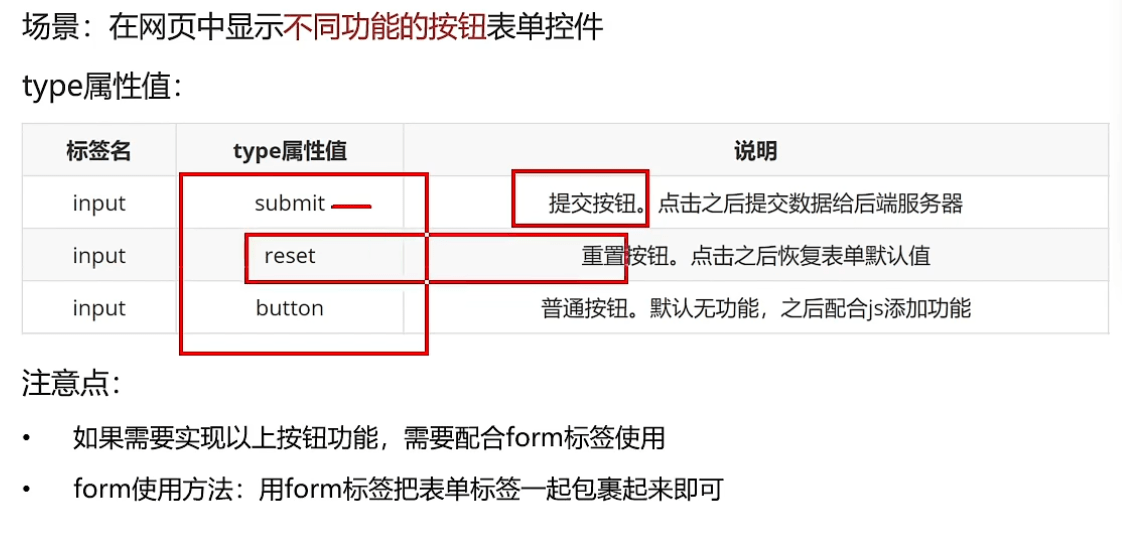 场景：在网页中显示不同功能的按钮表单控件
type属性值：
标签名 type属性值 说明
input submit 提交按钮。点击之后提交数据给后端服务器
input reset 重置按钮。点击之后恢复表单默认值
input button 普通按钮。默认无功能，之后配合js添加功能
注意点：
• 如果需要实现以上按钮功能，需要配合form标签使用
• form使用方法：用form标签把表单标签一起包裹起来即可